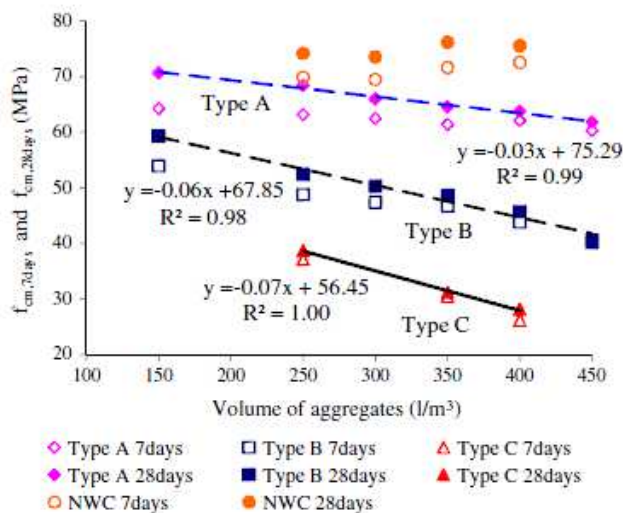 80
70
60
50
40
30
20
f_cm,7days and f_cm,28days (MPa)
Type A
y=-0.03x + 75.29
R² = 0.99
y =-0.06x +67.85
R² = 0.98
Type B
y =-0.07x + 56.45
R² = 1.00
Type C
100 150 200 250 300 350 400 450
Volume of aggregates (l/m³)
Type A 7days Type B 7days Type C 7days
Type A 28days Type B 28days Type C 28days
NWC 7days NWC 28days